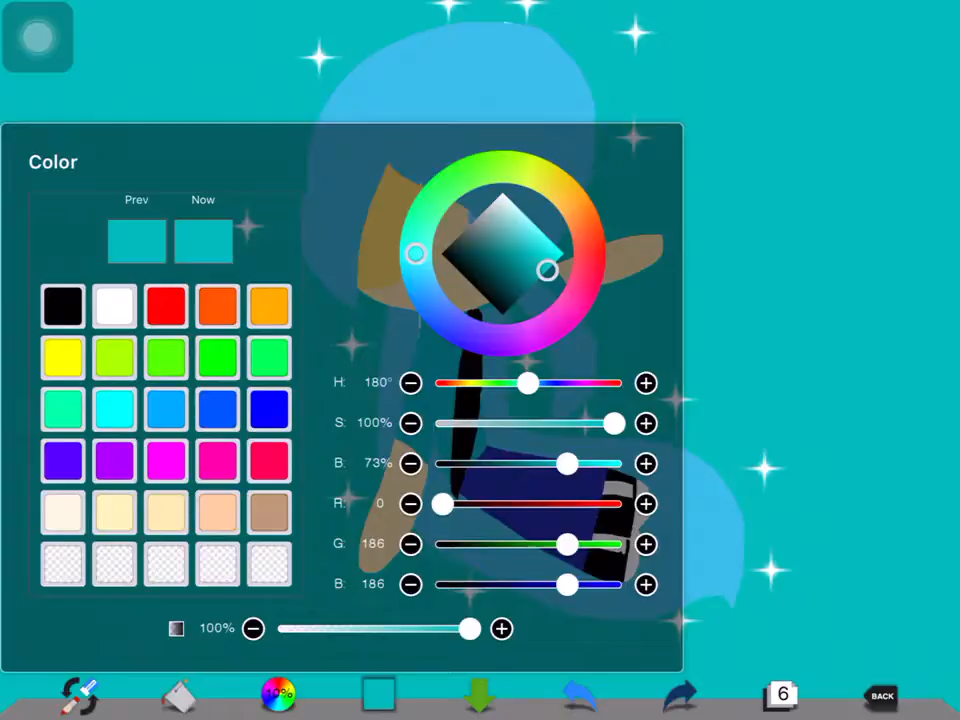 Color
Prev Now
H: 180°
S: 100%
B: 73%
R: 0
G: 186
B: 186
100%
10% 6 BACK